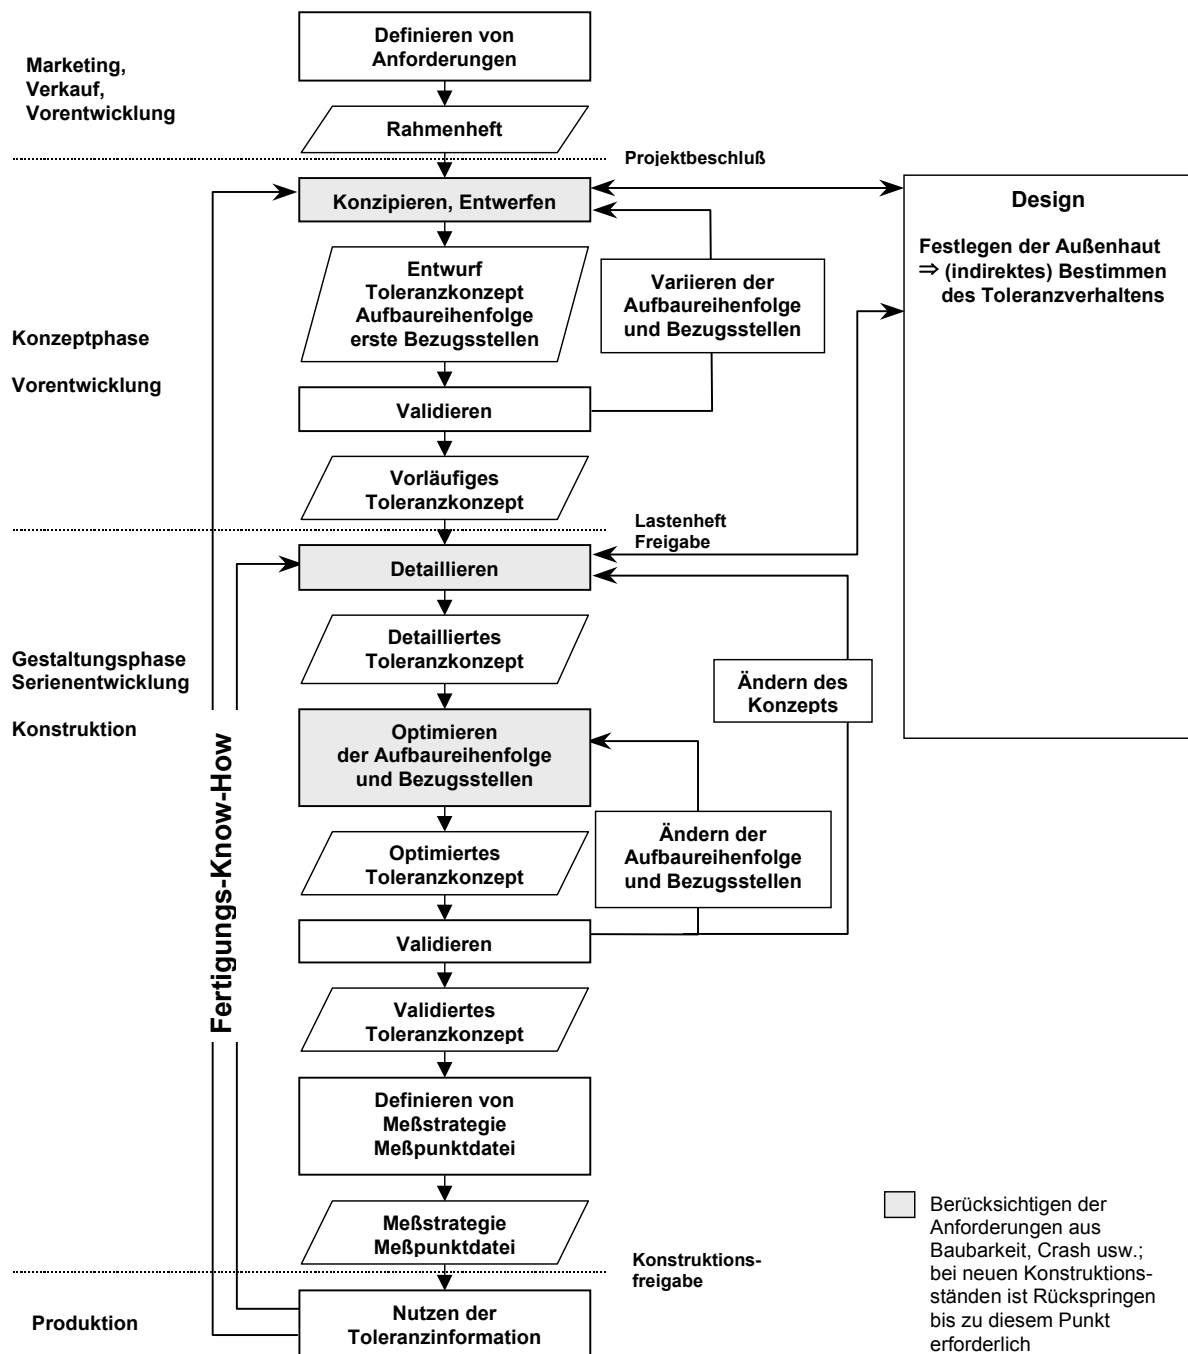 Definieren von
Anforderungen
Marketing,
Verkauf,
Vorentwicklung
Rahmenheft
Projektbeschluß
Konzipieren, Entwerfen
Design
Festlegen der Außenhaut
⇒ (indirektes) Bestimmen
des Toleranzverhaltens
Entwurf
Toleranzkonzept
Aufbaureihenfolge
erste Bezugsstellen
Variieren der
Aufbaureihenfolge
und Bezugsstellen
Konzeptphase
Vorentwicklung
Validieren
Vorläufiges
Toleranzkonzept
Lastenheft
Freigabe
Detaillieren
Detailliertes
Toleranzkonzept
Gestaltungsphase
Serienentwicklung
Konstruktion
Ändern des
Konzepts
Optimieren
der Aufbaureihenfolge
und Bezugsstellen
Fertigungs-Know-How
Ändern der
Aufbaureihenfolge
und Bezugsstellen
Optimiertes
Toleranzkonzept
Validieren
Validiertes
Toleranzkonzept
Definieren von
Meßstrategie
Meßpunktdatei
Meßstrategie
Meßpunktdatei
Konstruktions-
freigabe
Berücksichtigen der
Anforderungen aus
Baubarkeit, Crash usw.;
bei neuen Konstruktions-
ständen ist Rückspringen
bis zu diesem Punkt
erforderlich
Produktion
Nutzen der
Toleranzinformation